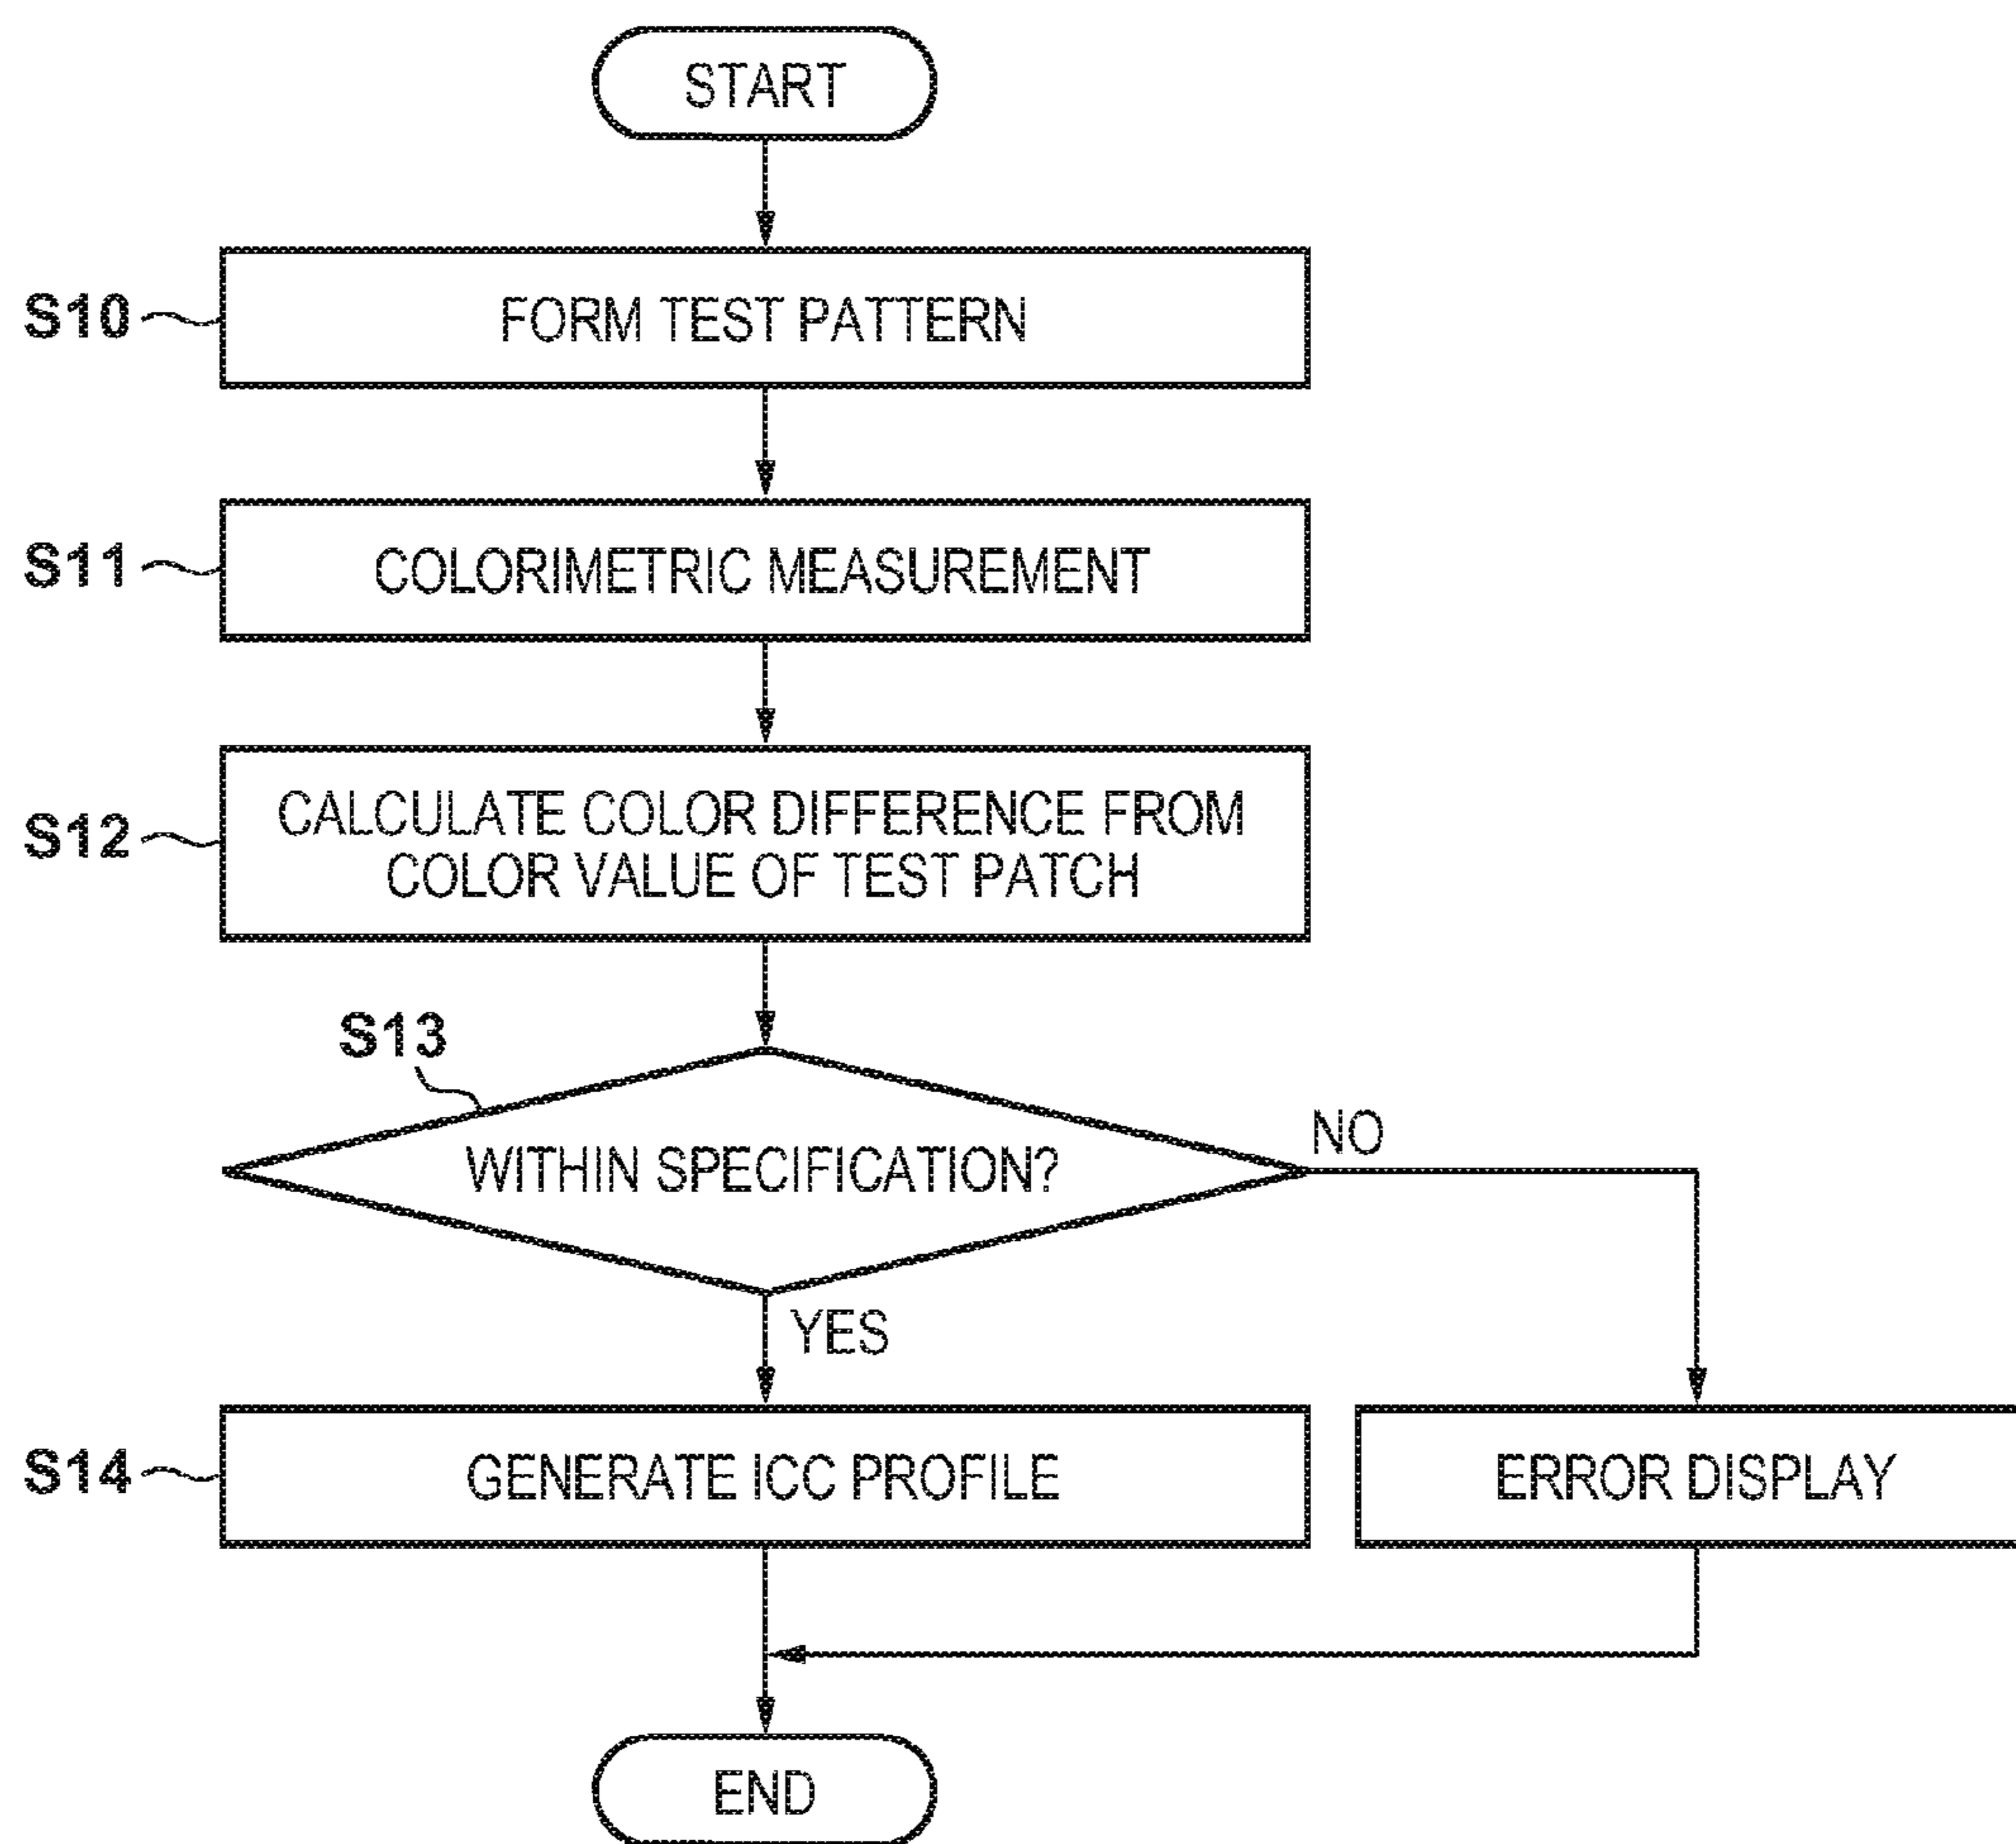 START
S10
FORM TEST PATTERN
S11
COLORIMETRIC MEASUREMENT
S12
CALCULATE COLOR DIFFERENCE FROM
COLOR VALUE OF TEST PATCH
S13
WITHIN SPECIFICATION?
NO
YES
S14
GENERATE ICC PROFILE
ERROR DISPLAY
END